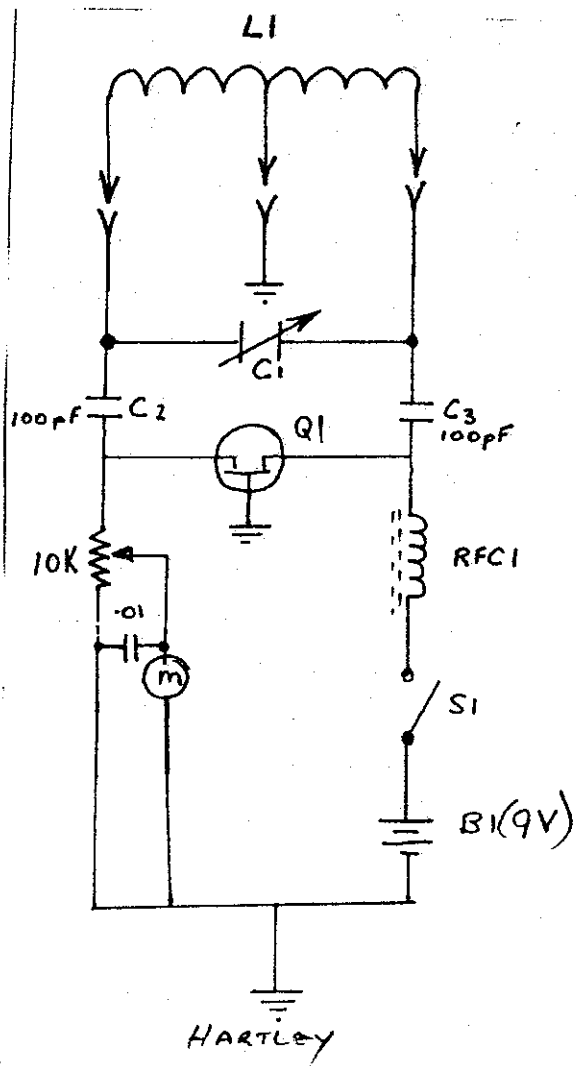 L1
C1
100pF C2
C3
100pF
Q1
10K
RFC1
.01
m
S1
B1(9V)
HARTLEY